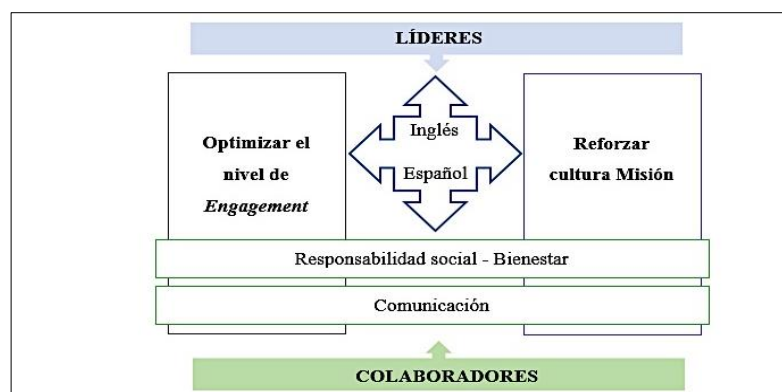 LÍDERES
Optimizar el
nivel de
Engagement
Inglés
Español
Reforzar
cultura Misión
Responsabilidad social - Bienestar
Comunicación
COLABORADORES